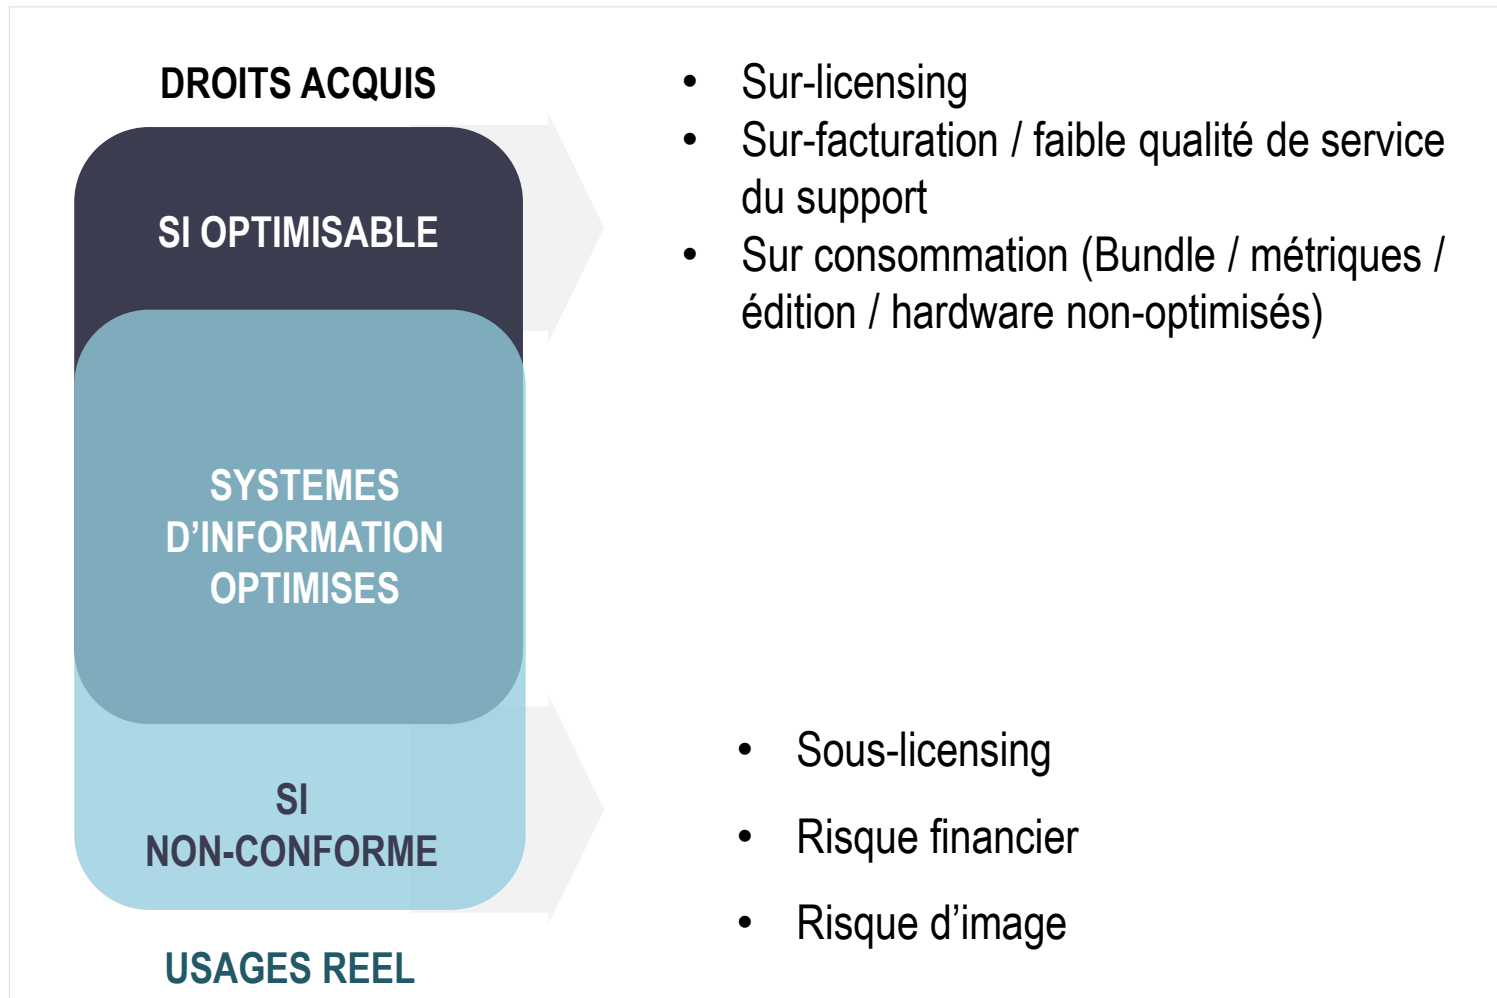 DROITS ACQUIS
SI OPTIMISABLE
SYSTEMES
D’INFORMATION
OPTIMISES
SI
NON-CONFORME
USAGES REEL
• Sur-licensing
• Sur-facturation / faible qualité de service
du support
• Sur consommation (Bundle / métriques /
édition / hardware non-optimisés)
• Sous-licensing
• Risque financier
• Risque d’image